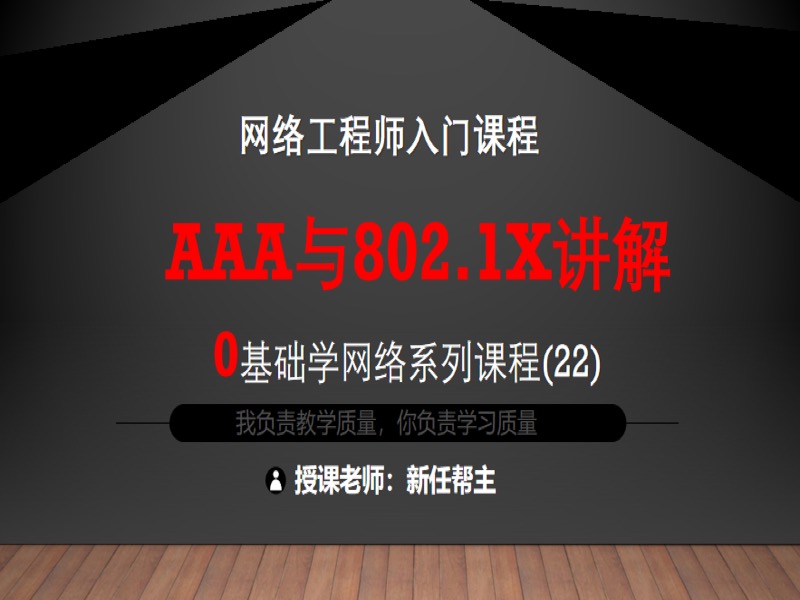 网络工程师入门课程
AAA与802.1X讲解
0基础学网络系列课程(22)
我负责教学质量，你负责学习质量
授课老师：新任帮主